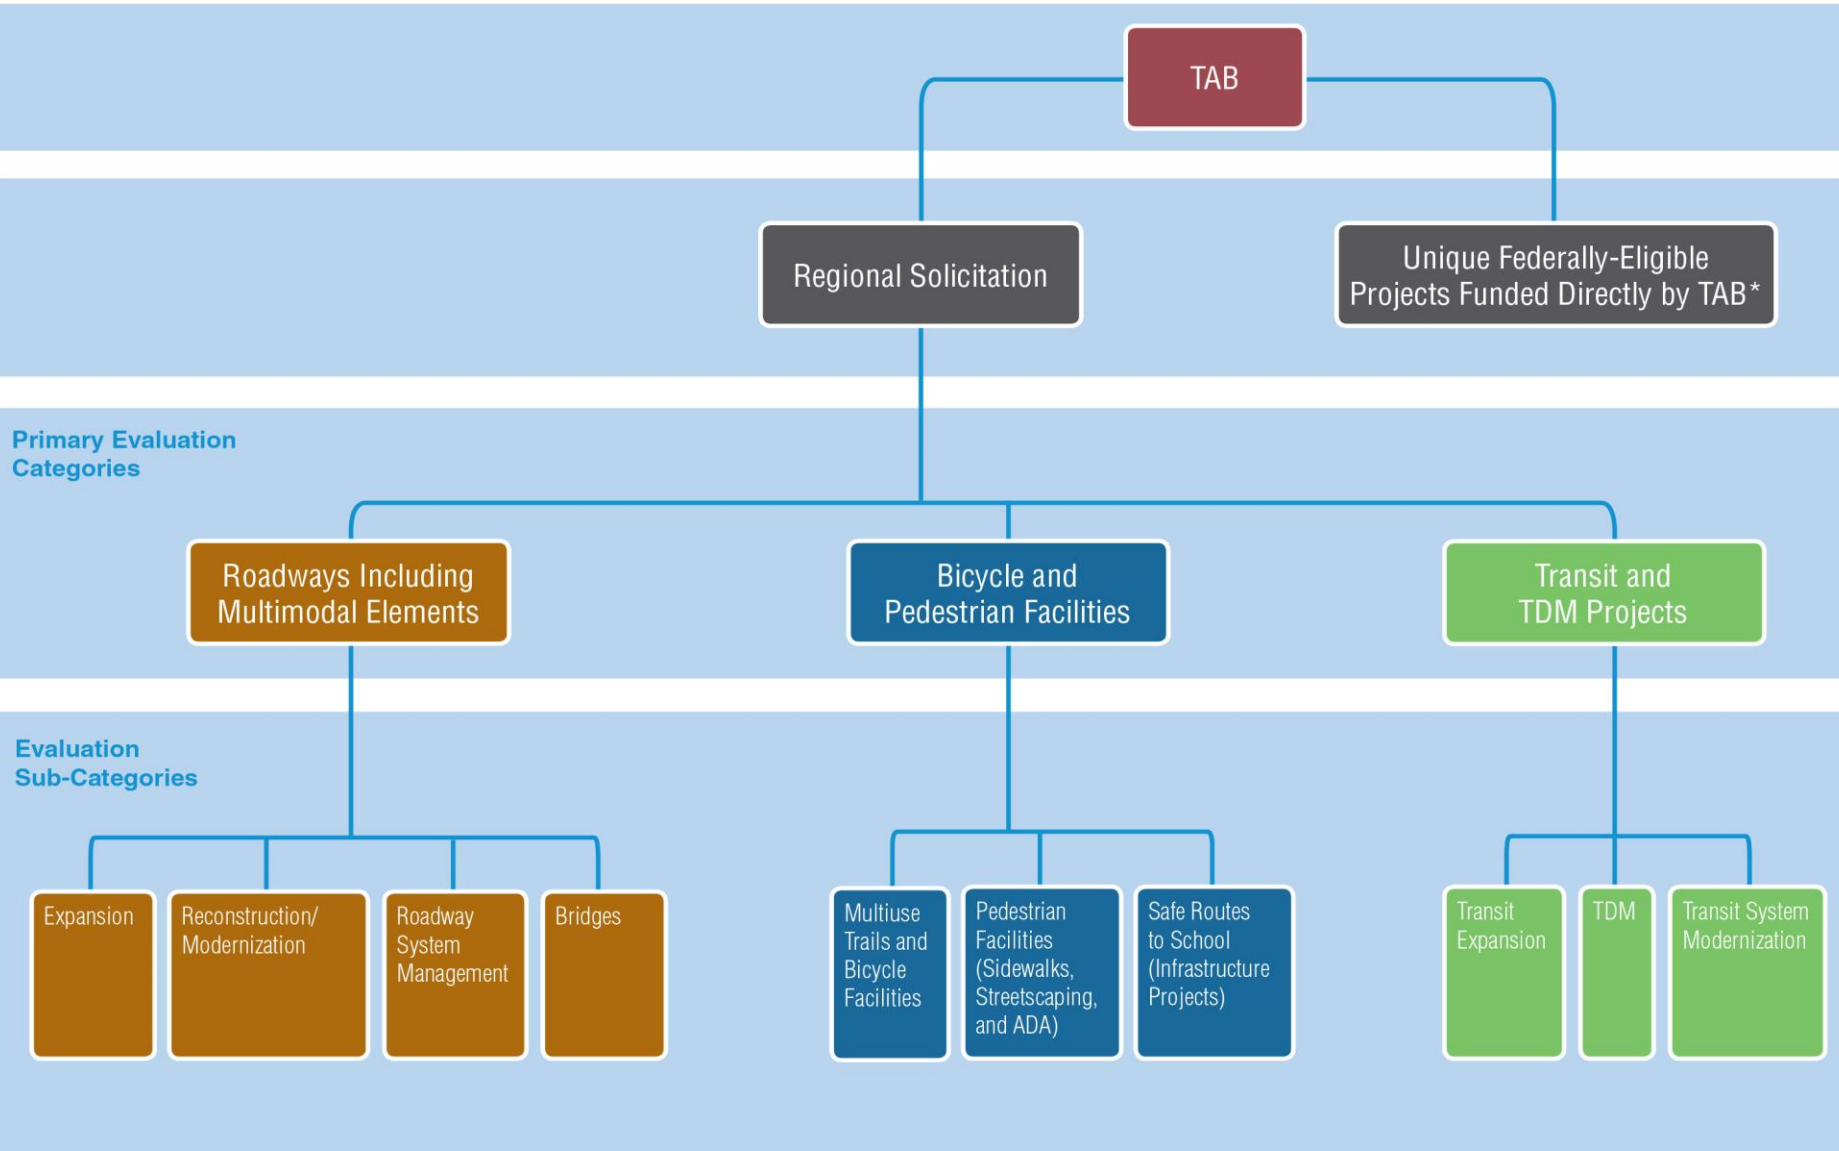 TAB
Regional Solicitation
Unique Federally-Eligible
Projects Funded Directly by TAB*
Primary Evaluation
Categories
Roadways Including
Multimodal Elements
Bicycle and
Pedestrian Facilities
Transit and
TDM Projects
Evaluation
Sub-Categories
Expansion
Reconstruction/
Modernization
Roadway
System
Management
Bridges
Multiuse
Trails and
Bicycle
Facilities
Pedestrian
Facilities
(Sidewalks,
Streetscaping,
and ADA)
Safe Routes
to School
(Infrastructure
Projects)
Transit
Expansion
TDM
Transit System
Modernization